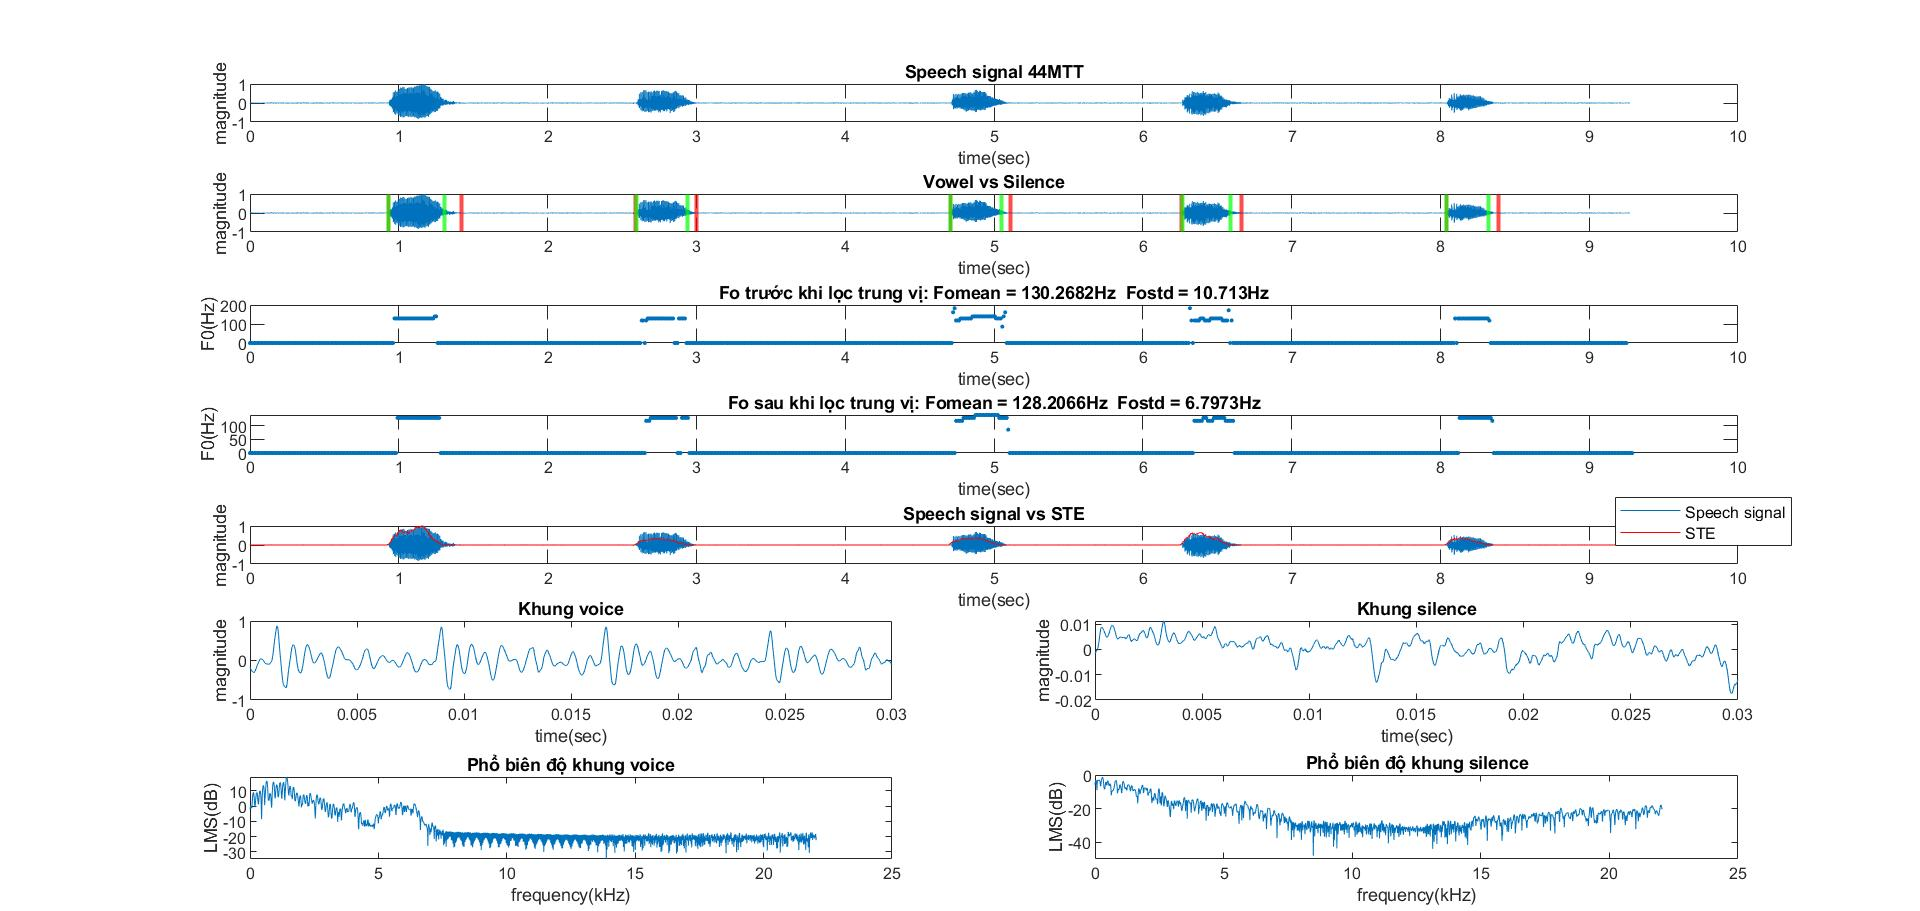 Speech signal 44MTT
magnitude
1
0
-1
0 1 2 3 4 5 6 7 8 9 10
time(sec)
Vowel vs Silence
magnitude
1
0
-1
0 1 2 3 4 5 6 7 8 9 10
time(sec)
Fo trước khi lọc trung vị: Fomean = 130.2682Hz Fostd = 10.713Hz
F0(Hz)
200
100
0
0 1 2 3 4 5 6 7 8 9 10
time(sec)
Fo sau khi lọc trung vị: Fomean = 128.2066Hz Fostd = 6.7973Hz
F0(Hz)
100
50
0
0 1 2 3 4 5 6 7 8 9 10
time(sec)
Speech signal vs STE
magnitude
1
0
-1
0 1 2 3 4 5 6 7 8 9 10
time(sec)
Speech signal
STE
Khung voice
magnitude
1
0
-1
0 0.005 0.01 0.015 0.02 0.025 0.03
time(sec)
Khung silence
magnitude
0.01
0
-0.01
-0.02
0 0.005 0.01 0.015 0.02 0.025 0.03
time(sec)
Phổ biên độ khung voice
LMS(dB)
10
0
-10
-20
-30
0 5 10 15 20 25
frequency(kHz)
Phổ biên độ khung silence
LMS(dB)
0
-20
-40
0 5 10 15 20 25
frequency(kHz)